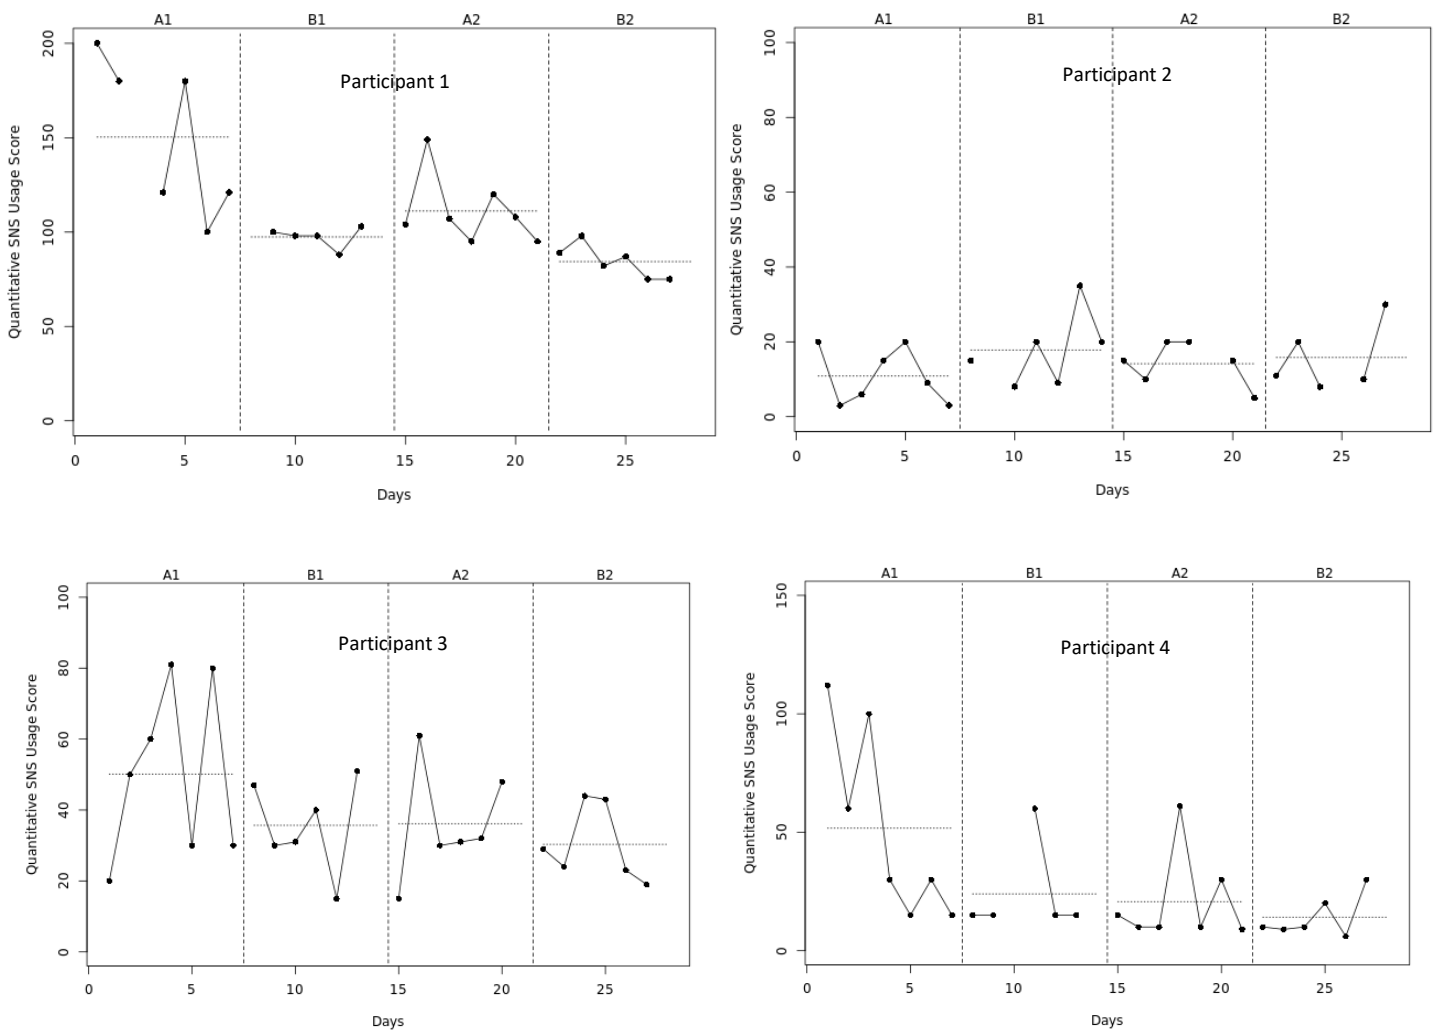 A1 B1 A2 B2
Participant 1
Quantitative SNS Usage Score
200
150
100
50
0
0 5 10 15 20 25
Days
A1 B1 A2 B2
Participant 2
Quantitative SNS Usage Score
100
80
60
40
20
0
0 5 10 15 20 25
Days
A1 B1 A2 B2
Participant 3
Quantitative SNS Usage Score
100
80
60
40
20
0
0 5 10 15 20 25
Days
A1 B1 A2 B2
Participant 4
Quantitative SNS Usage Score
150
100
50
0
0 5 10 15 20 25
Days